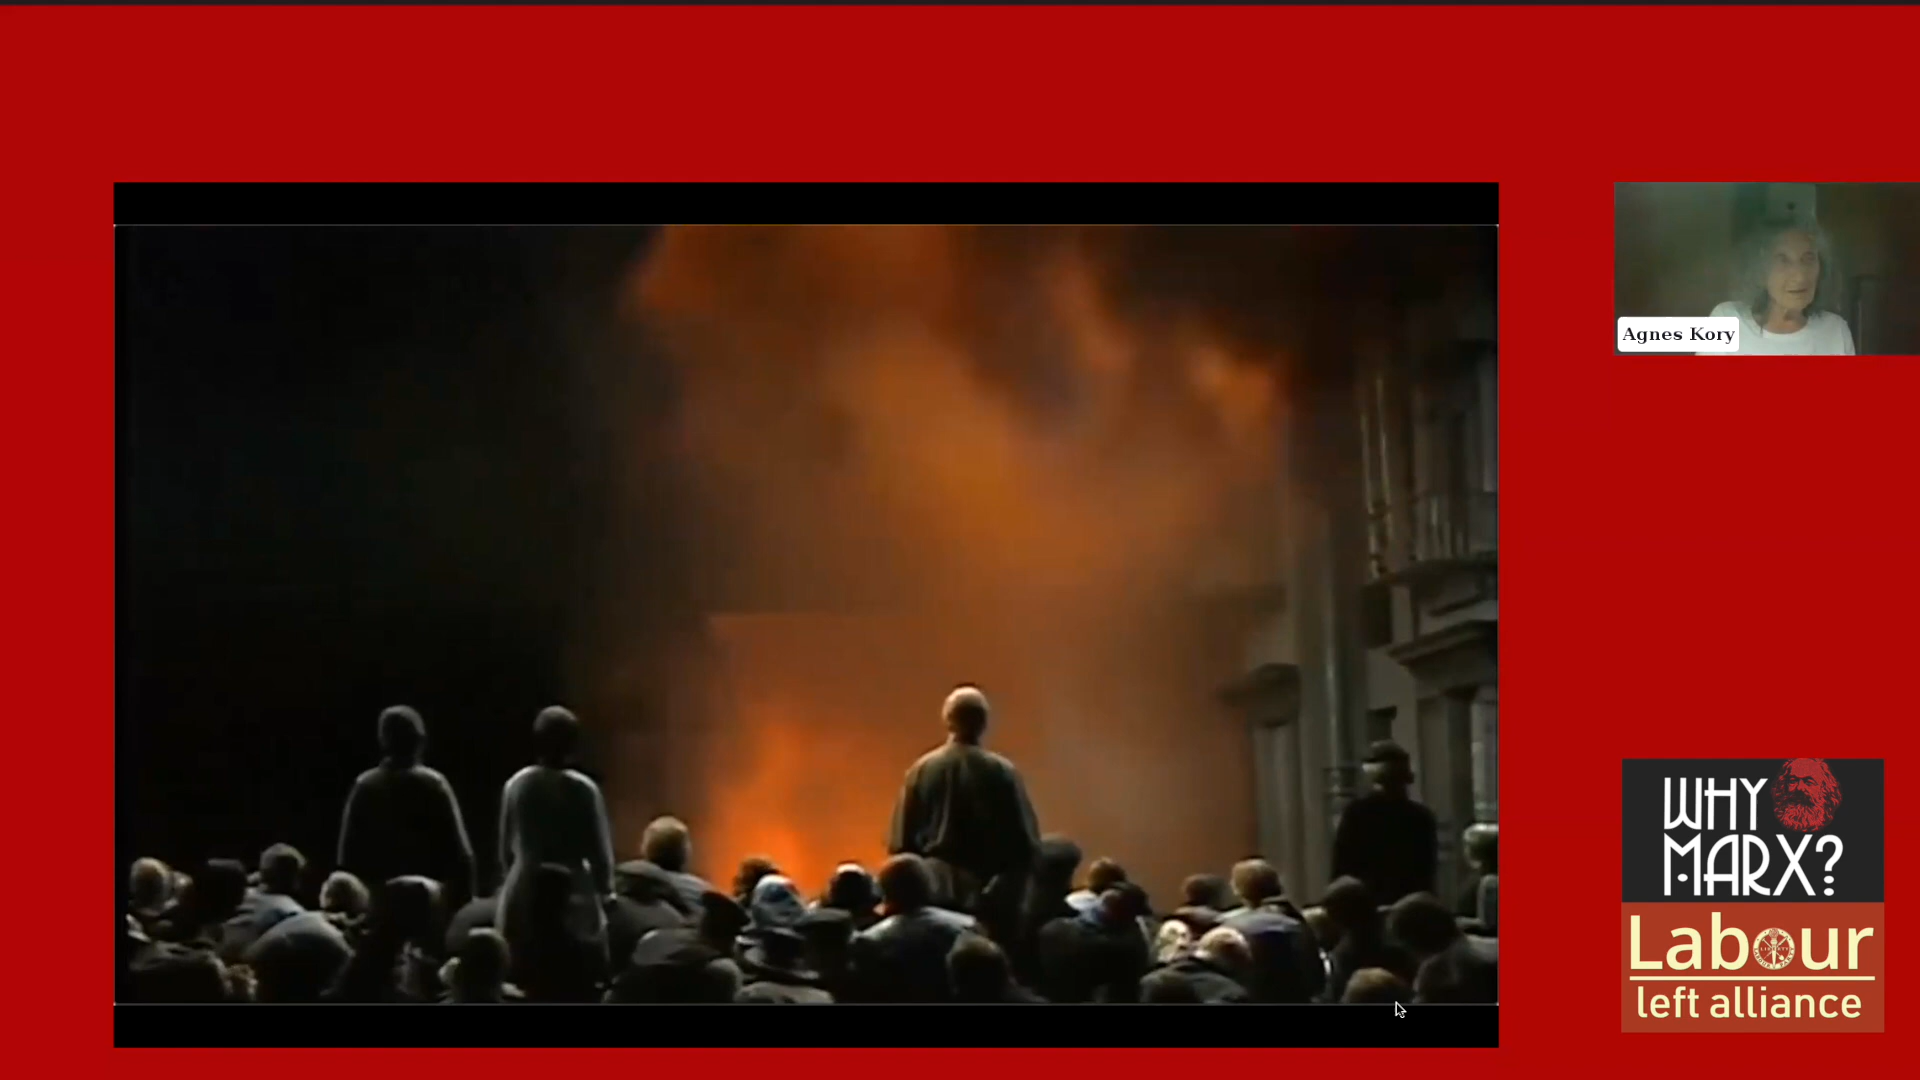 Agnes Kory
WHY
MARX?
Labour
left alliance